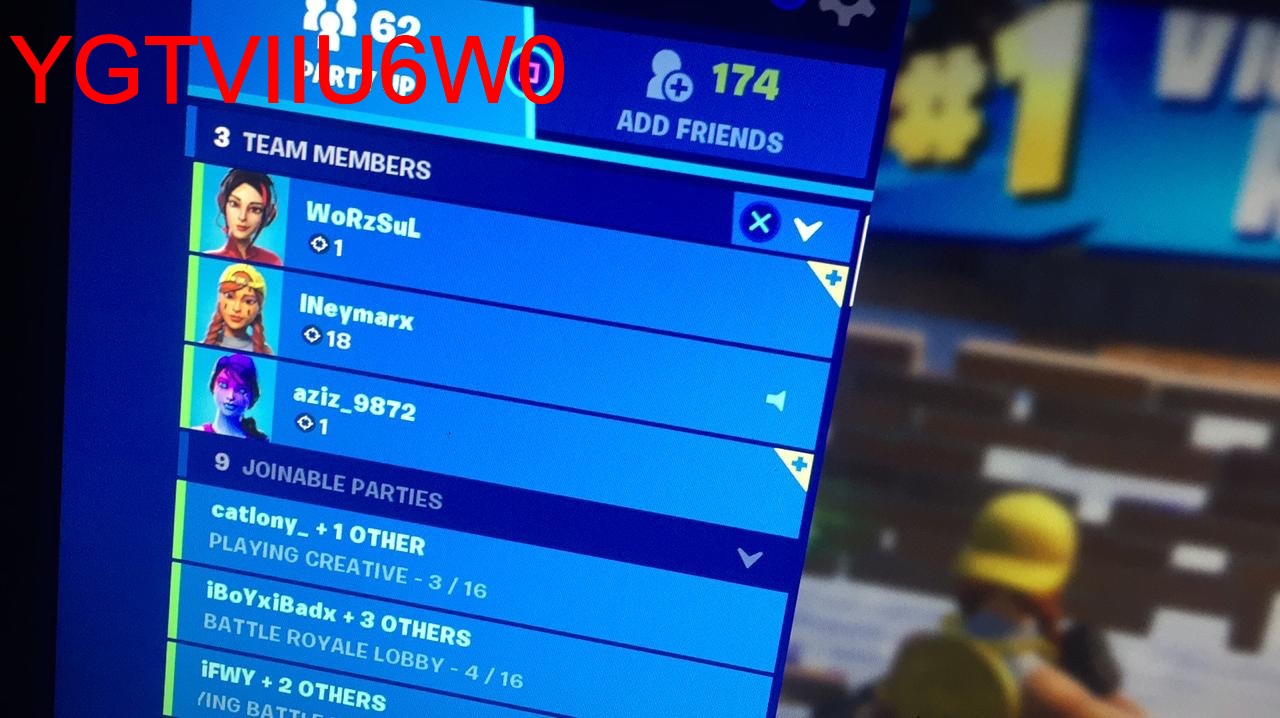 YGTVIIU6W0
62
PARTY UP
174
ADD FRIENDS
3 TEAM MEMBERS
WoRzSuL
1
lNeymarx
18
aziz_9872
1
9 JOINABLE PARTIES
catlony_ + 1 OTHER
PLAYING CREATIVE - 3 / 16
iBoYxiBadx + 3 OTHERS
BATTLE ROYALE LOBBY - 4 / 16
iFWY + 2 OTHERS
#1